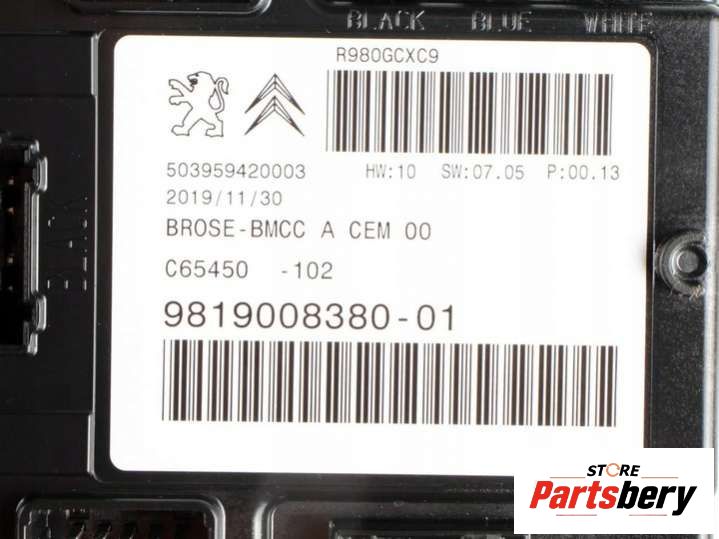 BLACK BLUE WHITE
R980GCXC9
503959420003 HW:10 SW:07.05 P:00.13
2019/11/30
BROSE-BMCC A CEM 00
C65450 -102
9819008380-01
STORE
Partsbery